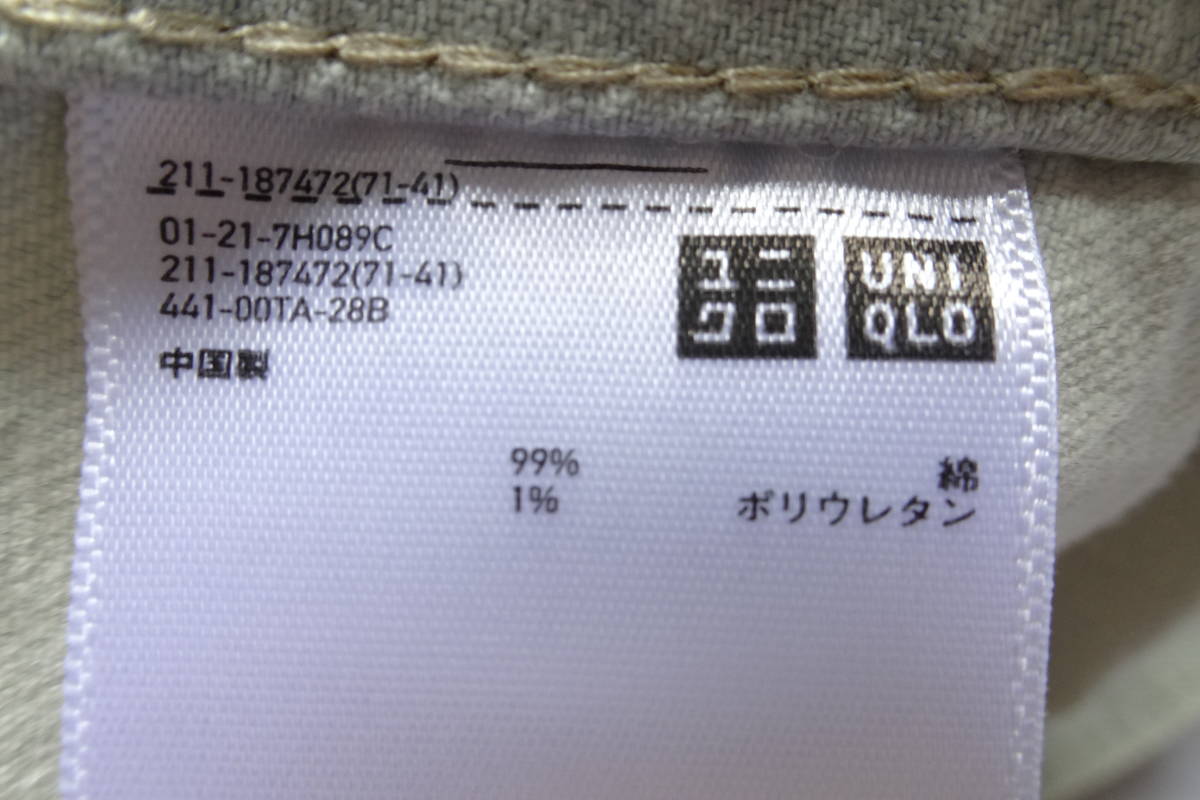 211-187472(71-41)
01-21-7H089C
211-187472(71-41)
441-00TA-28B
中国製
ユニ
クロ
UNI
QLO
99% 綿
1% ポリウレタン